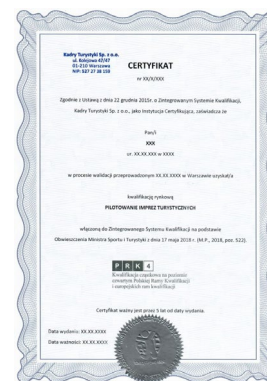 Kadry Turystyki Sp. z o.o.
ul. Kolejowa 47/47
01-210 Warszawa
NIP: 527 27 28 159
CERTYFIKAT
nr XX/X/XXX
Zgodnie z Ustawą z dnia 22 grudnia 2015r. o Zintegrowanym Systemie Kwalifikacji,
Kadry Turystyki Sp. z o.o., jako Instytucja Certyfikująca, zaświadcza że
Pan/i
XXX
ur. XX.XX.XXX w XXXX
w procesie walidacji przeprowadzonym XX.XX.XXXX w Warszawie uzyskał/a
kwalifikację rynkową
PILOTOWANIE IMPREZ TURYSTYCZNYCH
włączoną do Zintegrowanego Systemu Kwalifikacji na podstawie
Obwieszczenia Ministra Sportu i Turystyki z dnia 17 maja 2018 r. (M.P., 2018, poz. 522).
PRK 4
Kwalifikacja cząstkowa na poziomie
czwartym Polskiej Ramy Kwalifikacji
i europejskich ram kwalifikacji
Certyfikat ważny jest przez 5 lat od daty wydania.
Data wydania: XX.XX.XXXX
Data ważności: XX.XX.XXXX